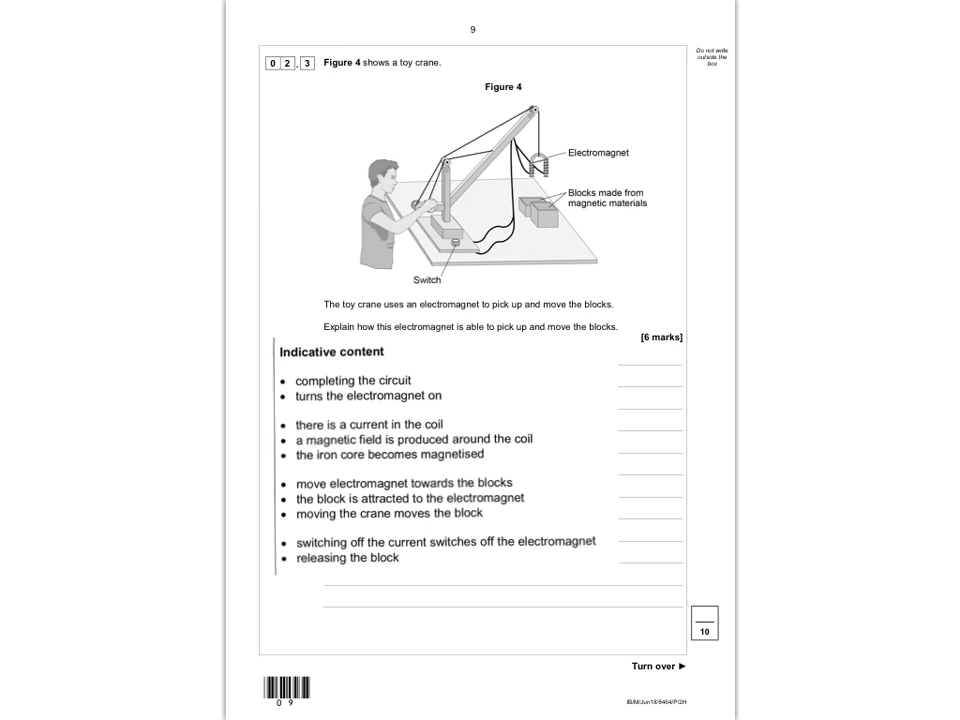 9
Do not write
outside the
box
0 2 . 3 Figure 4 shows a toy crane.
Figure 4
Electromagnet
Blocks made from
magnetic materials
Switch
The toy crane uses an electromagnet to pick up and move the blocks.
Explain how this electromagnet is able to pick up and move the blocks.
[6 marks]
Indicative content
• completing the circuit
• turns the electromagnet on
• there is a current in the coil
• a magnetic field is produced around the coil
• the iron core becomes magnetised
• move electromagnet towards the blocks
• the block is attracted to the electromagnet
• moving the crane moves the block
• switching off the current switches off the electromagnet
• releasing the block
10
Turn over ►
0 9
IB/M/Jun18/8464/P/2H